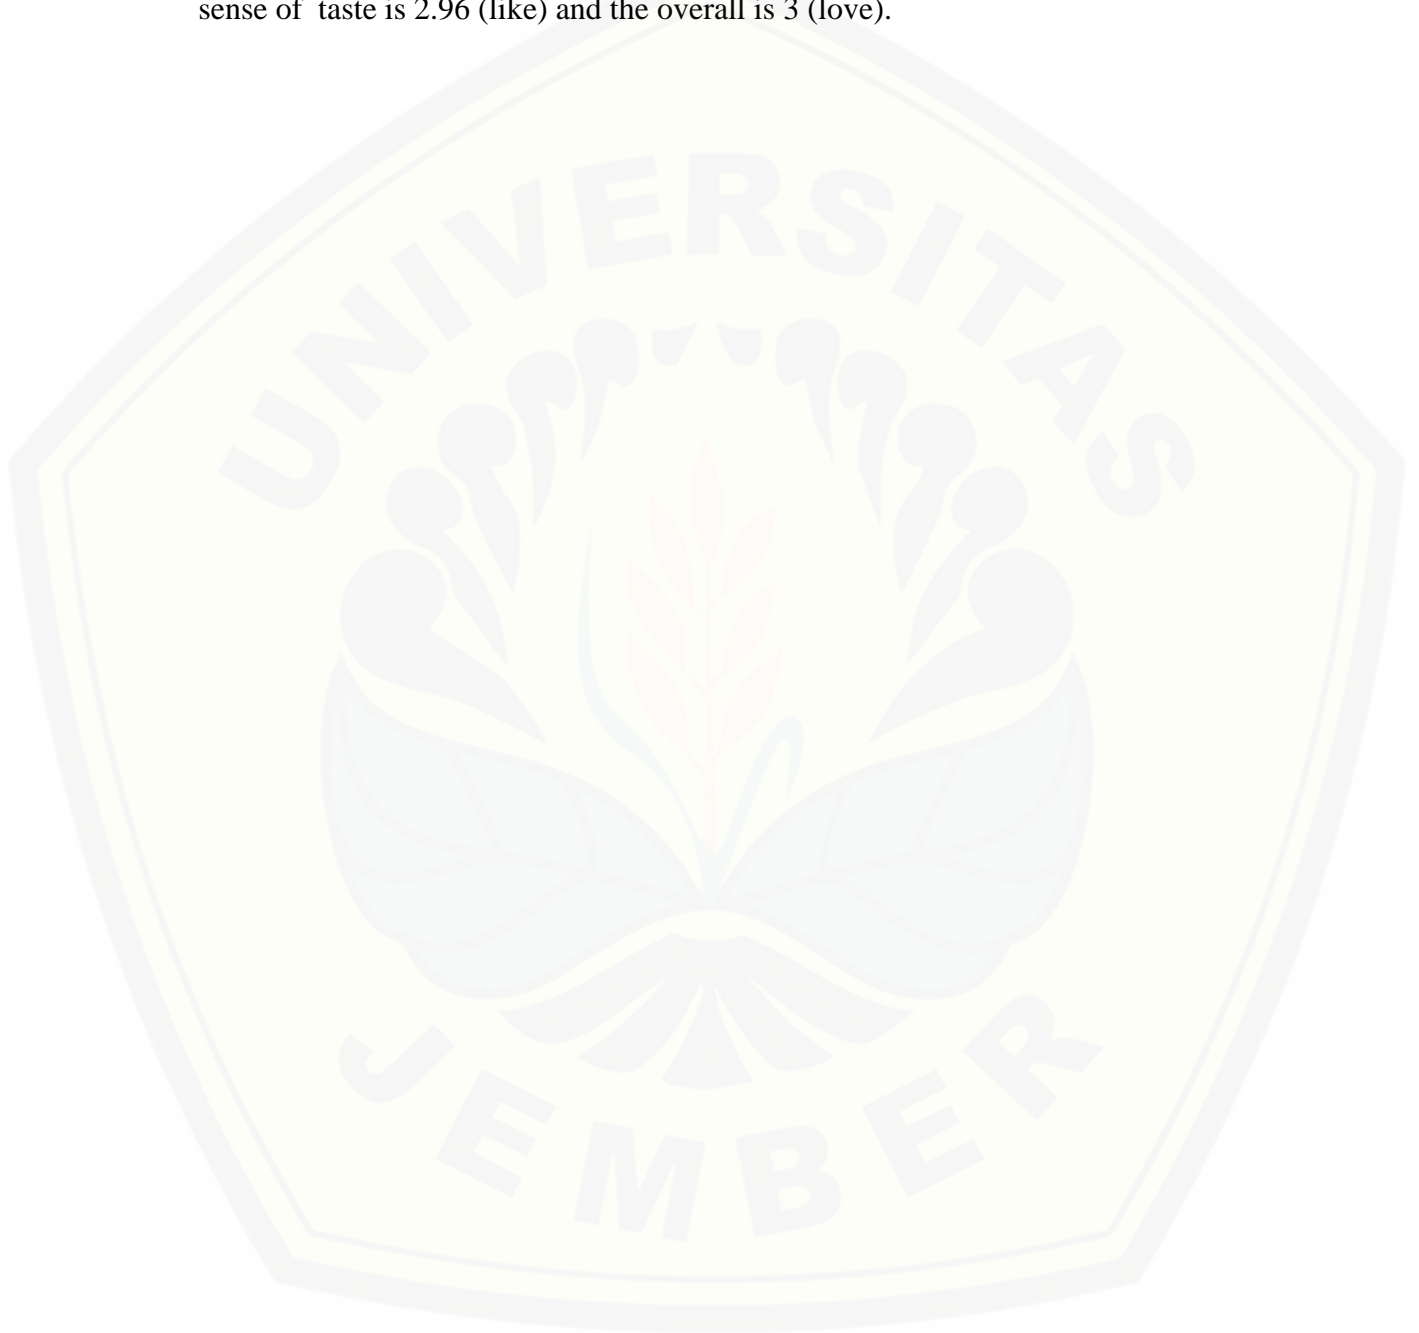 sense of  taste is 2.96 (like) and the overall is 3 (love).
UNIVERSITAS
JEMBER